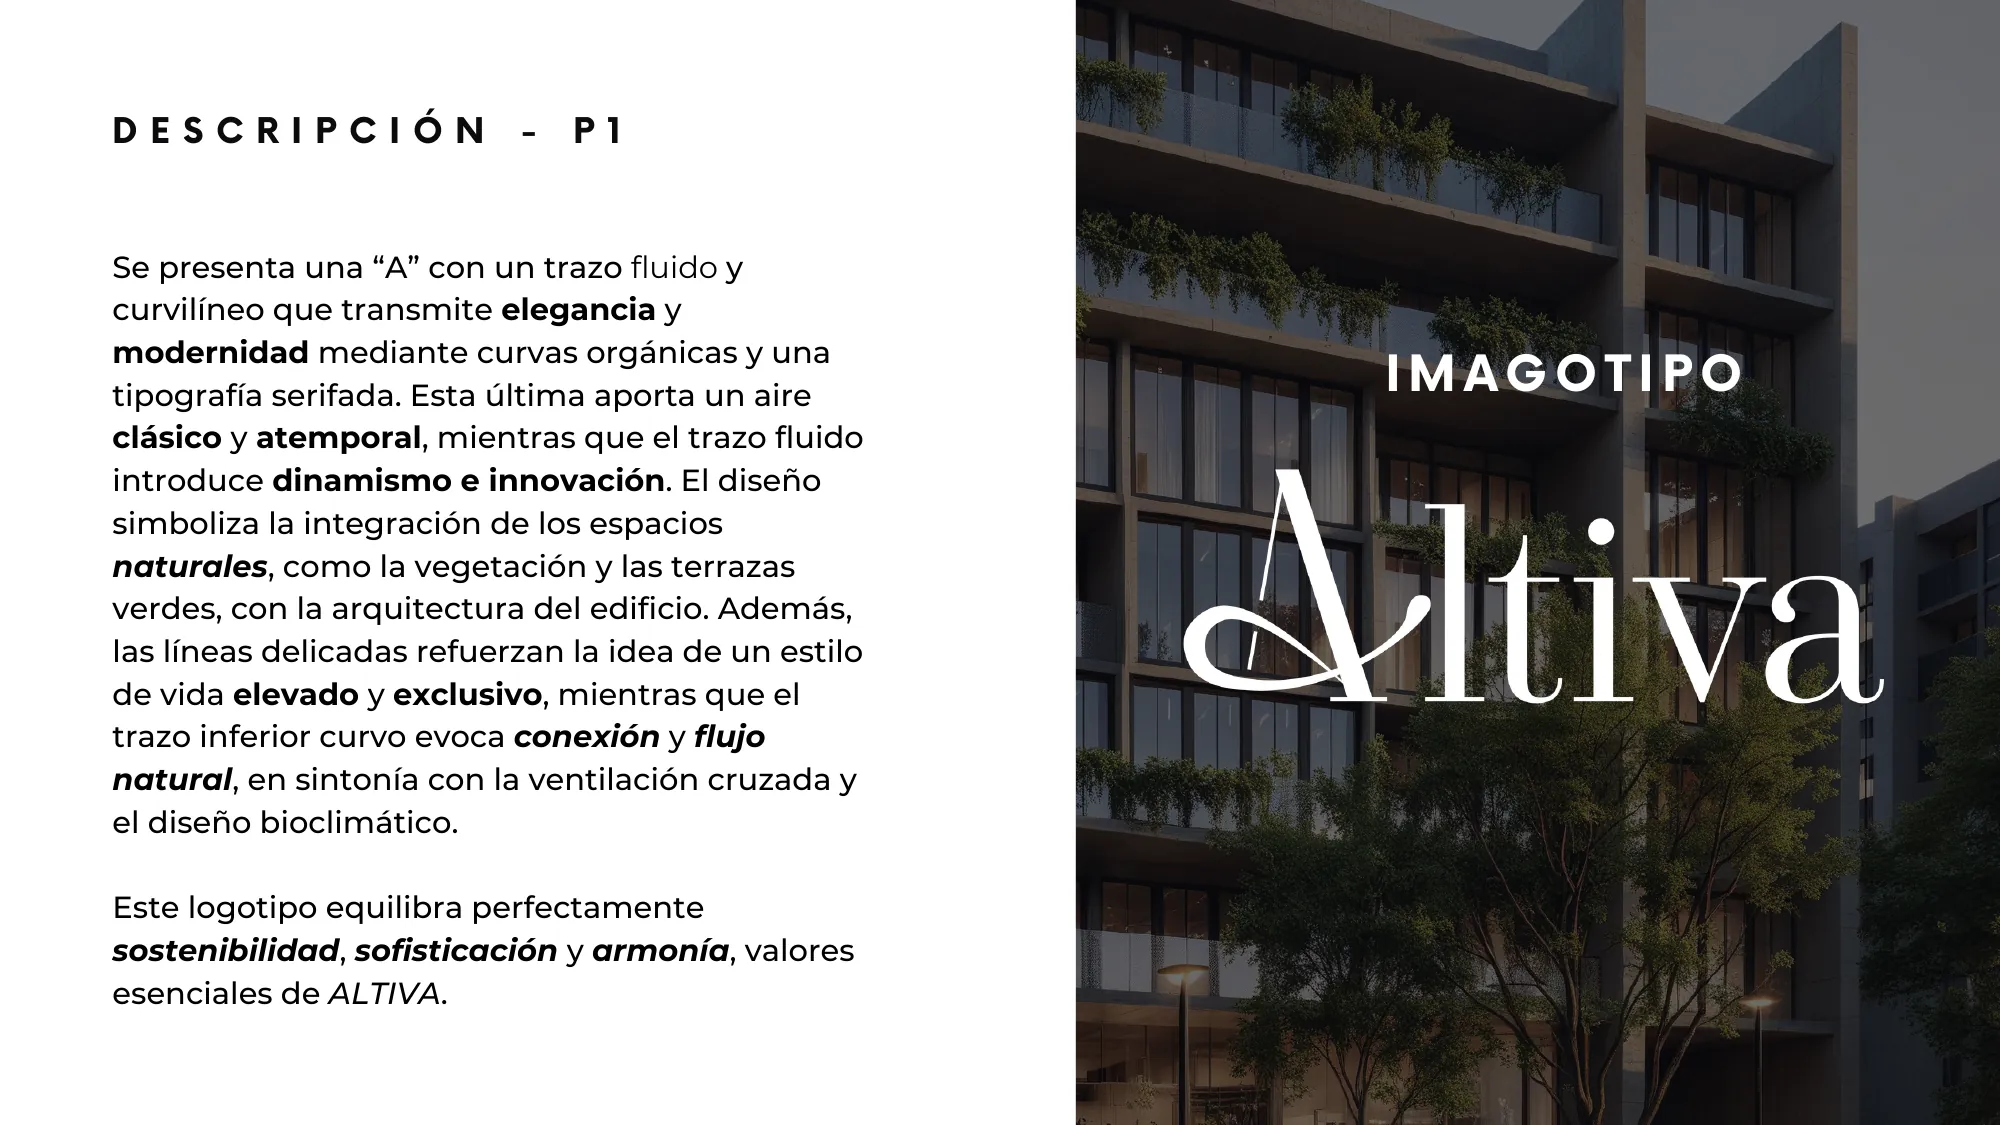 DESCRIPCIÓN - P1
Se presenta una “A” con un trazo fluido y
curvilíneo que transmite elegancia y
modernidad mediante curvas orgánicas y una
tipografía serifada. Esta última aporta un aire
clásico y atemporal, mientras que el trazo fluido
introduce dinamismo e innovación. El diseño
simboliza la integración de los espacios
naturales, como la vegetación y las terrazas
verdes, con la arquitectura del edificio. Además,
las líneas delicadas refuerzan la idea de un estilo
de vida elevado y exclusivo, mientras que el
trazo inferior curvo evoca conexión y flujo
natural, en sintonía con la ventilación cruzada y
el diseño bioclimático.
Este logotipo equilibra perfectamente
sostenibilidad, sofisticación y armonía, valores
esenciales de ALTIVA.
IMAGOTIPO
Altiva